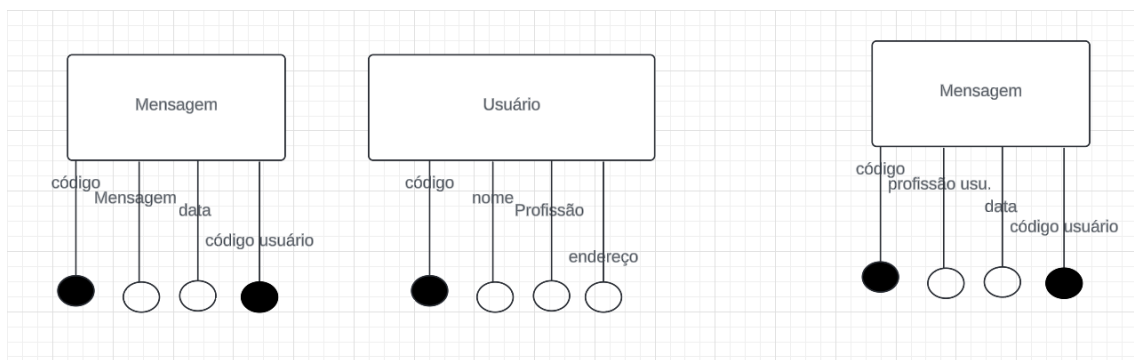 Mensagem
código
Mensagem
data
código usuário
Usuário
código
nome
Profissão
endereço
Mensagem
código
profissão usu.
data
código usuário